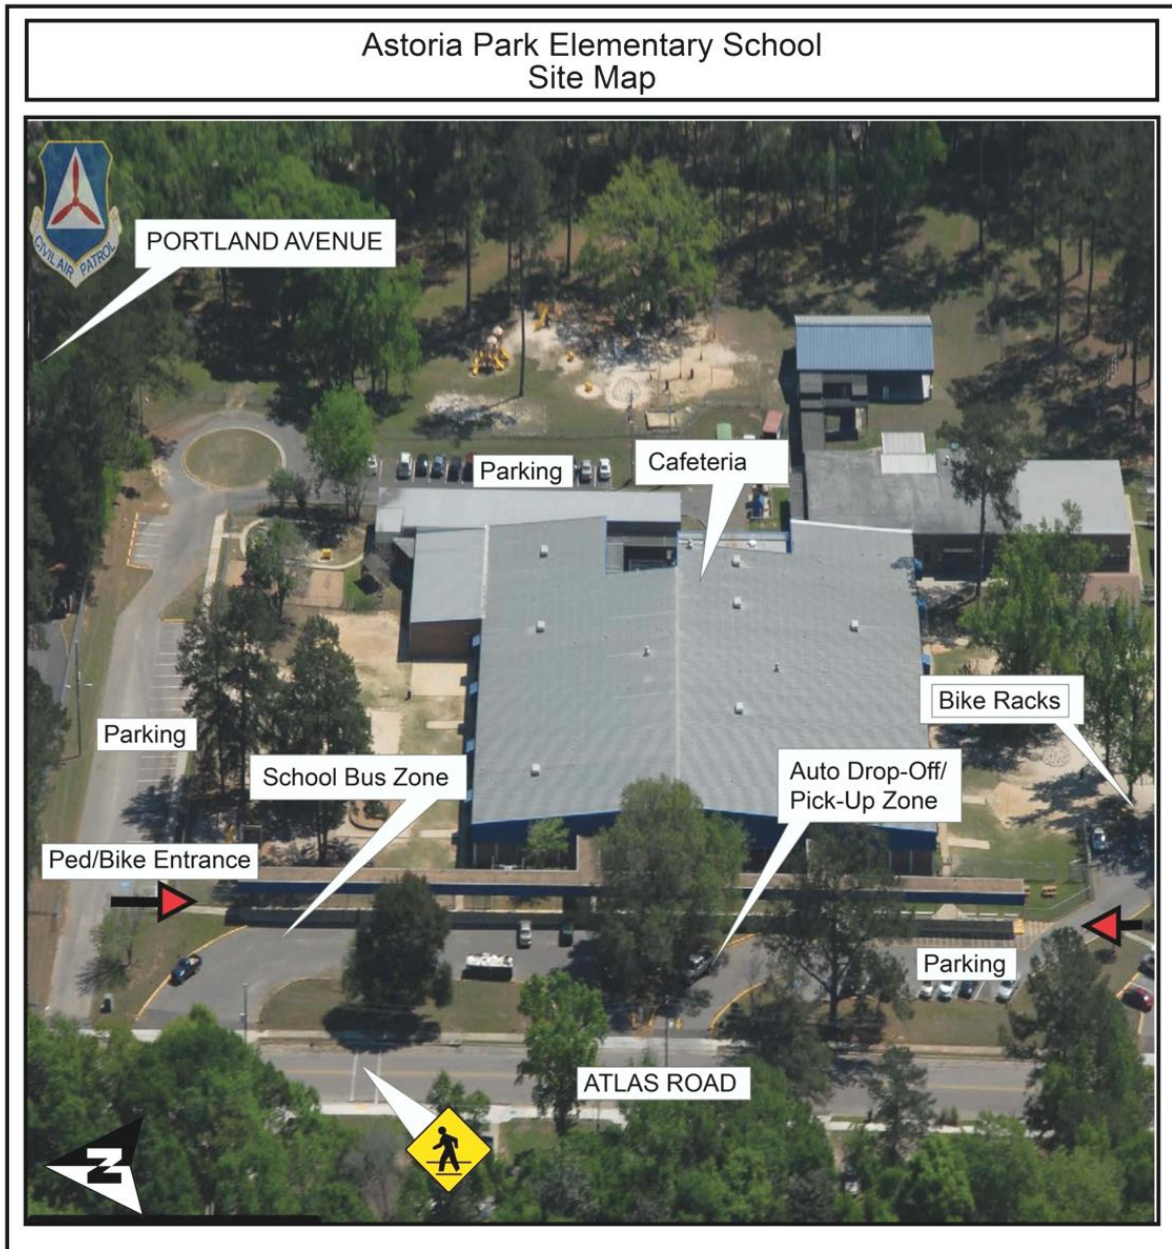 Astoria Park Elementary School
Site Map
CIVIL AIR PATROL
PORTLAND AVENUE
Parking
Cafeteria
Bike Racks
Parking
School Bus Zone
Auto Drop-Off/
Pick-Up Zone
Ped/Bike Entrance
Parking
ATLAS ROAD
N